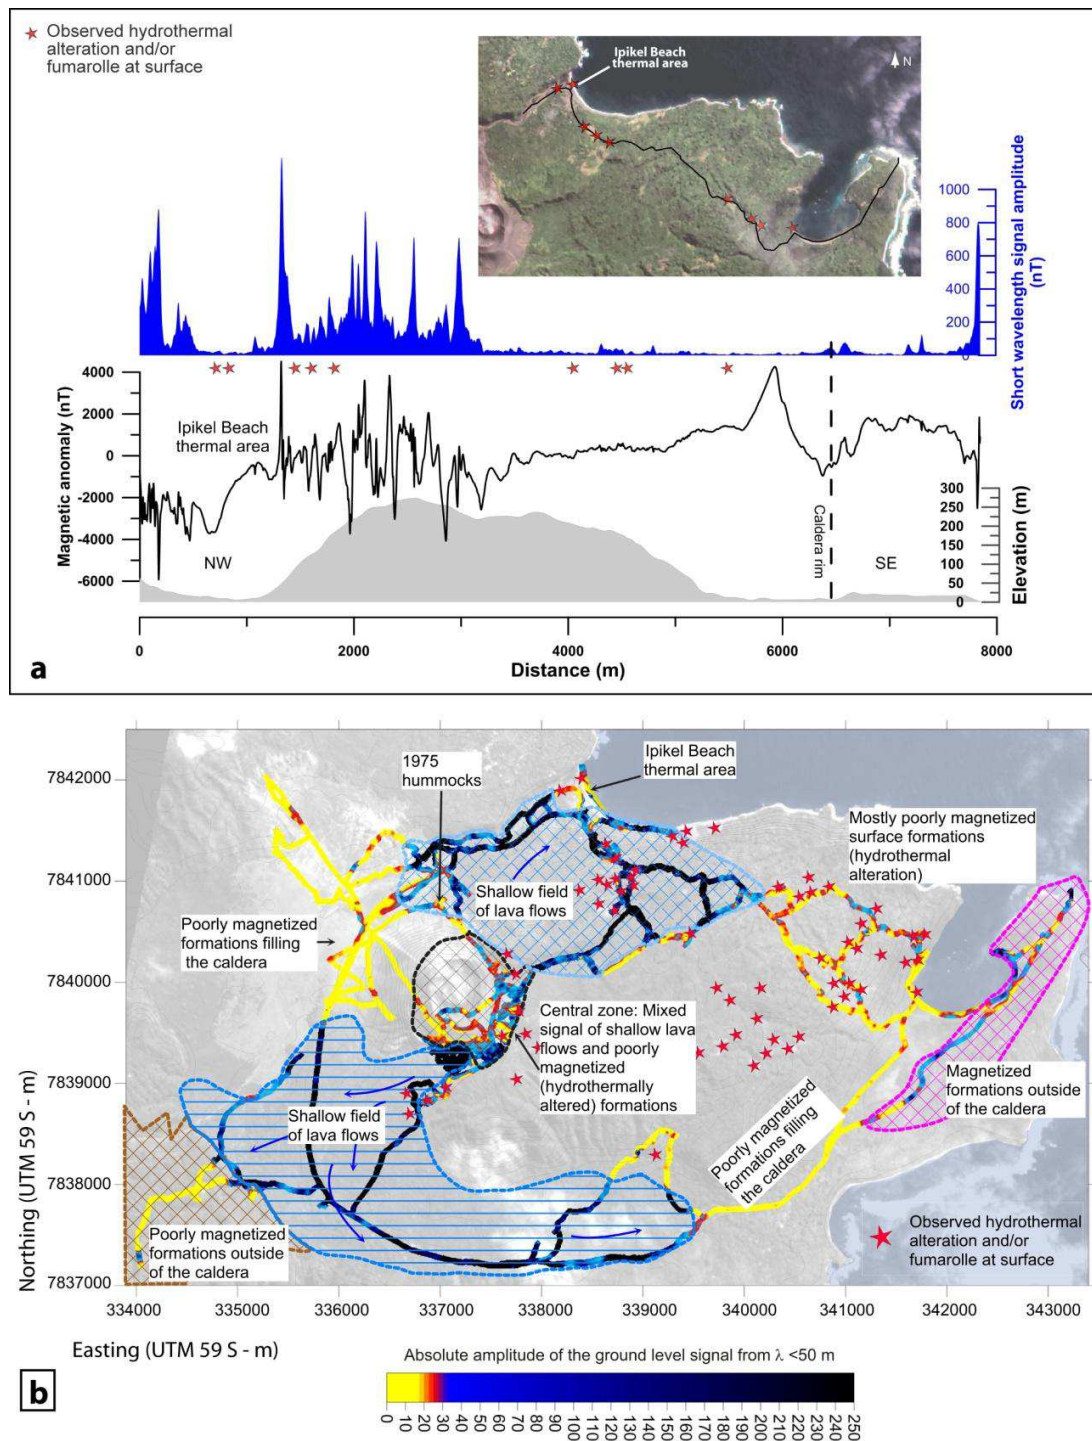 Observed hydrothermal
alteration and/or
fumarolle at surface
Ipikel Beach
thermal area
N
1000
800
600
400
200
0
Short wavelength signal amplitude
(nT)
4000
2000
0
-2000
-4000
-6000
Magnetic anomaly (nT)
Ipikel Beach
thermal area
NW
Caldera rim
SE
300
250
200
150
100
50
0
Elevation (m)
0
2000
4000
6000
8000
Distance (m)
a
7842000
7841000
7840000
7839000
7838000
7837000
Northing (UTM 59 S - m)
1975
hummocks
Ipikel Beach
thermal area
Mostly poorly magnetized
surface formations
(hydrothermal
alteration)
Shallow field
of lava flows
Poorly magnetized
formations filling
the caldera
Central zone: Mixed
signal of shallow lava
flows and poorly
magnetized
(hydrothermally
altered) formations
Magnetized
formations outside
of the caldera
Shallow field
of lava flows
Poorly magnetized
formations filling
the caldera
Poorly magnetized
formations outside
of the caldera
Observed hydrothermal
alteration and/or
fumarolle at surface
334000
335000
336000
337000
338000
339000
340000
341000
342000
343000
Easting (UTM 59 S - m)
Absolute amplitude of the ground level signal from λ <50 m
0
10
20
30
40
50
60
70
80
90
100
110
120
130
140
150
160
170
180
190
200
210
220
230
240
250
b